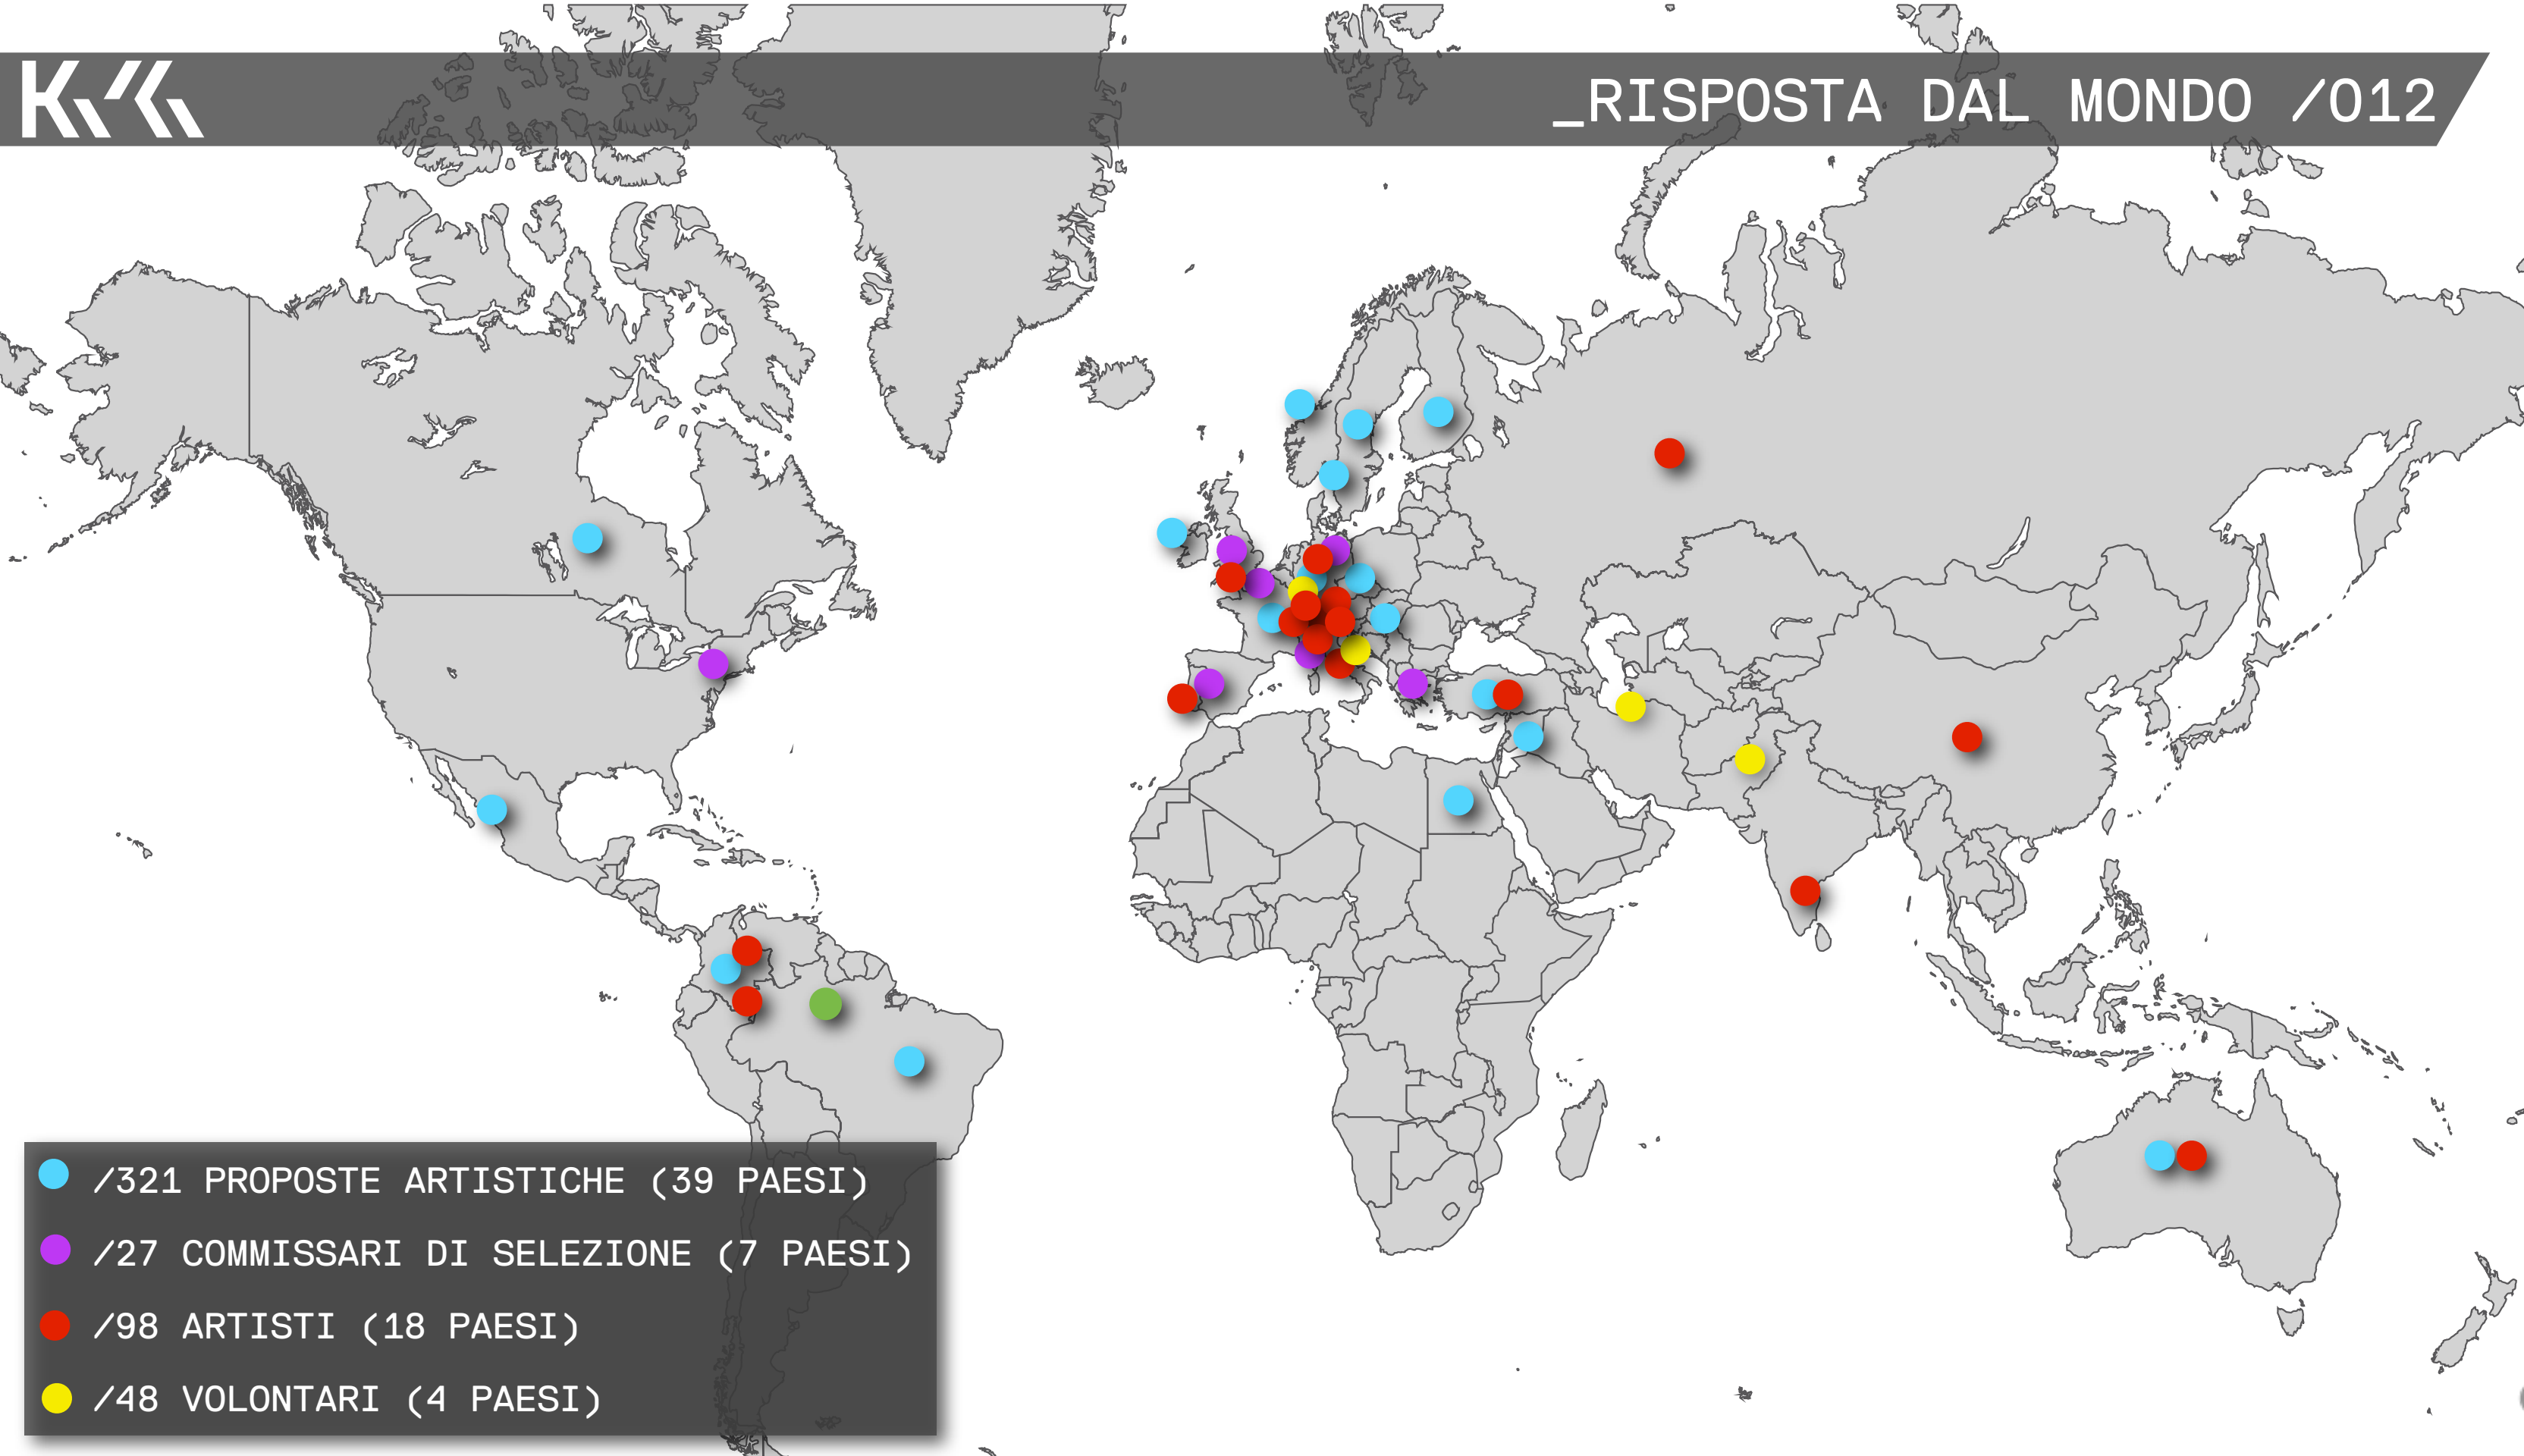 _RISPOSTA DAL MONDO /012
/321 PROPOSTE ARTISTICHE (39 PAESI)
/27 COMMISSARI DI SELEZIONE (7 PAESI)
/98 ARTISTI (18 PAESI)
/48 VOLONTARI (4 PAESI)